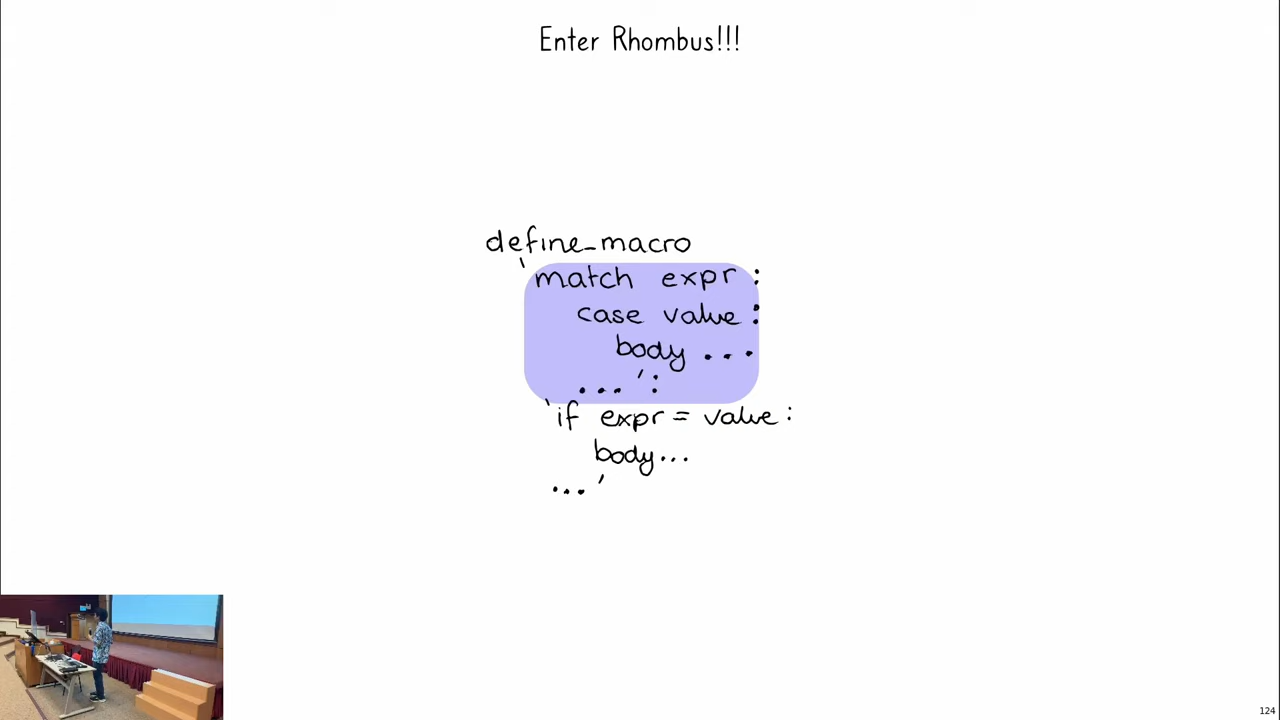 Enter Rhombus!!!
define_macro
'match expr:
case value:
body ...
...':
'if expr = value:
body...
...'
124